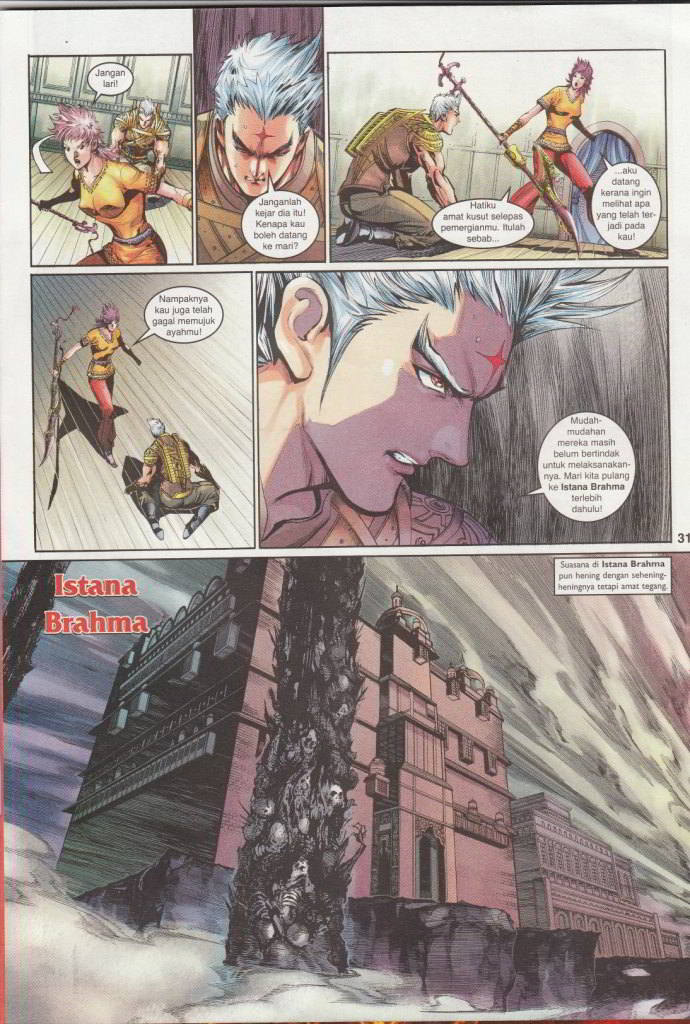 Jangan
lari!
Janganlah
kejar dia itu!
Kenapa kau
boleh datang
ke mari?
Hatiku
amat kusut selepas
pemergianmu. Itulah
sebab...
...aku
datang
kerana ingin
melihat apa
yang telah ter-
jadi pada
kau!
Nampaknya
kau juga telah
gagal memujuk
ayahmu!
Mudah-
mudahan
mereka masih
belum bertindak
untuk melaksanakan-
nya. Mari kita pulang
ke Istana Brahma
terlebih
dahulu!
31
Istana
Brahma
Suasana di Istana Brahma
pun hening dengan sehening-
heningnya tetapi amat tegang.